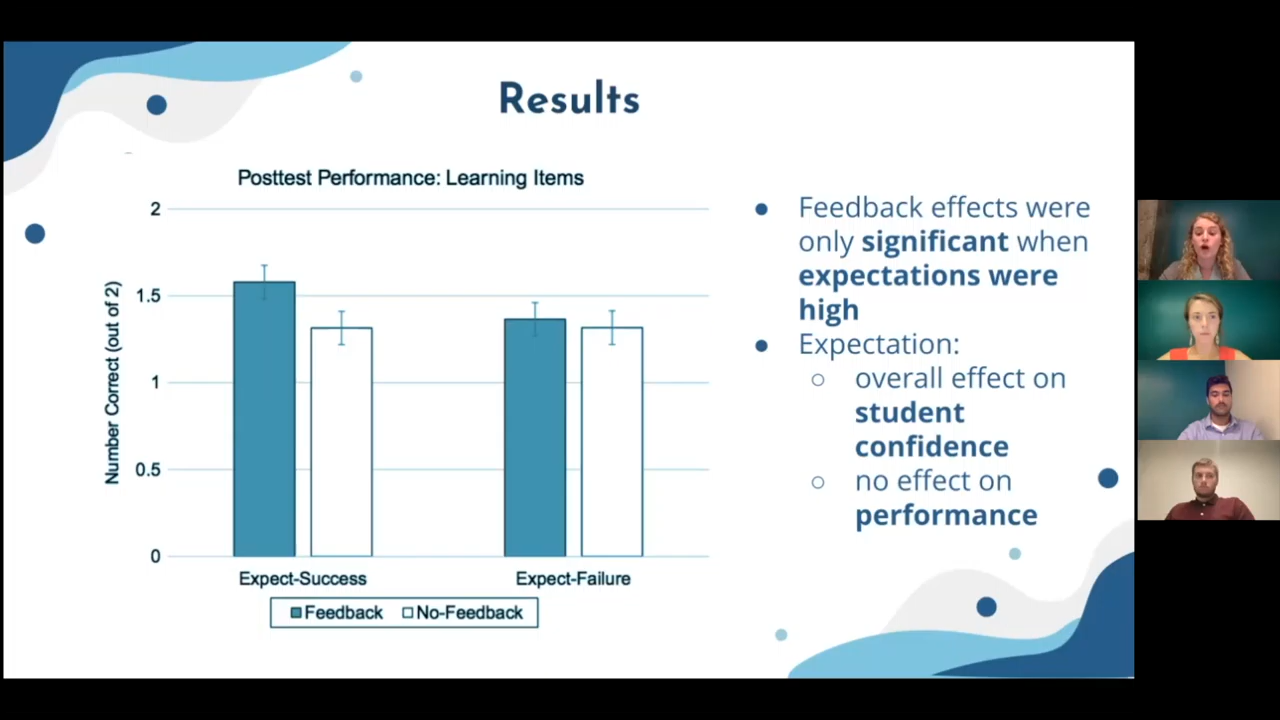 Results
Posttest Performance: Learning Items
Number Correct (out of 2)
2
1.5
1
0.5
0
Expect-Success
Expect-Failure
Feedback
No-Feedback
● Feedback effects were
only significant when
expectations were
high
● Expectation:
○ overall effect on
student
confidence
○ no effect on
performance